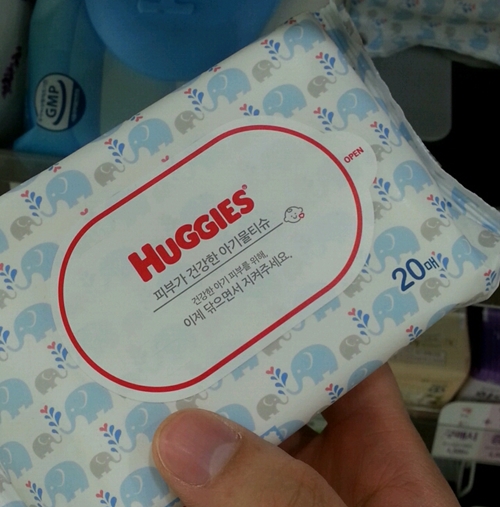 HUGGIES
피부가 건강한 아기물티슈
건강한 아기 피부를 위해,
이제 닦으면서 지켜주세요.
OPEN
20매
GMP